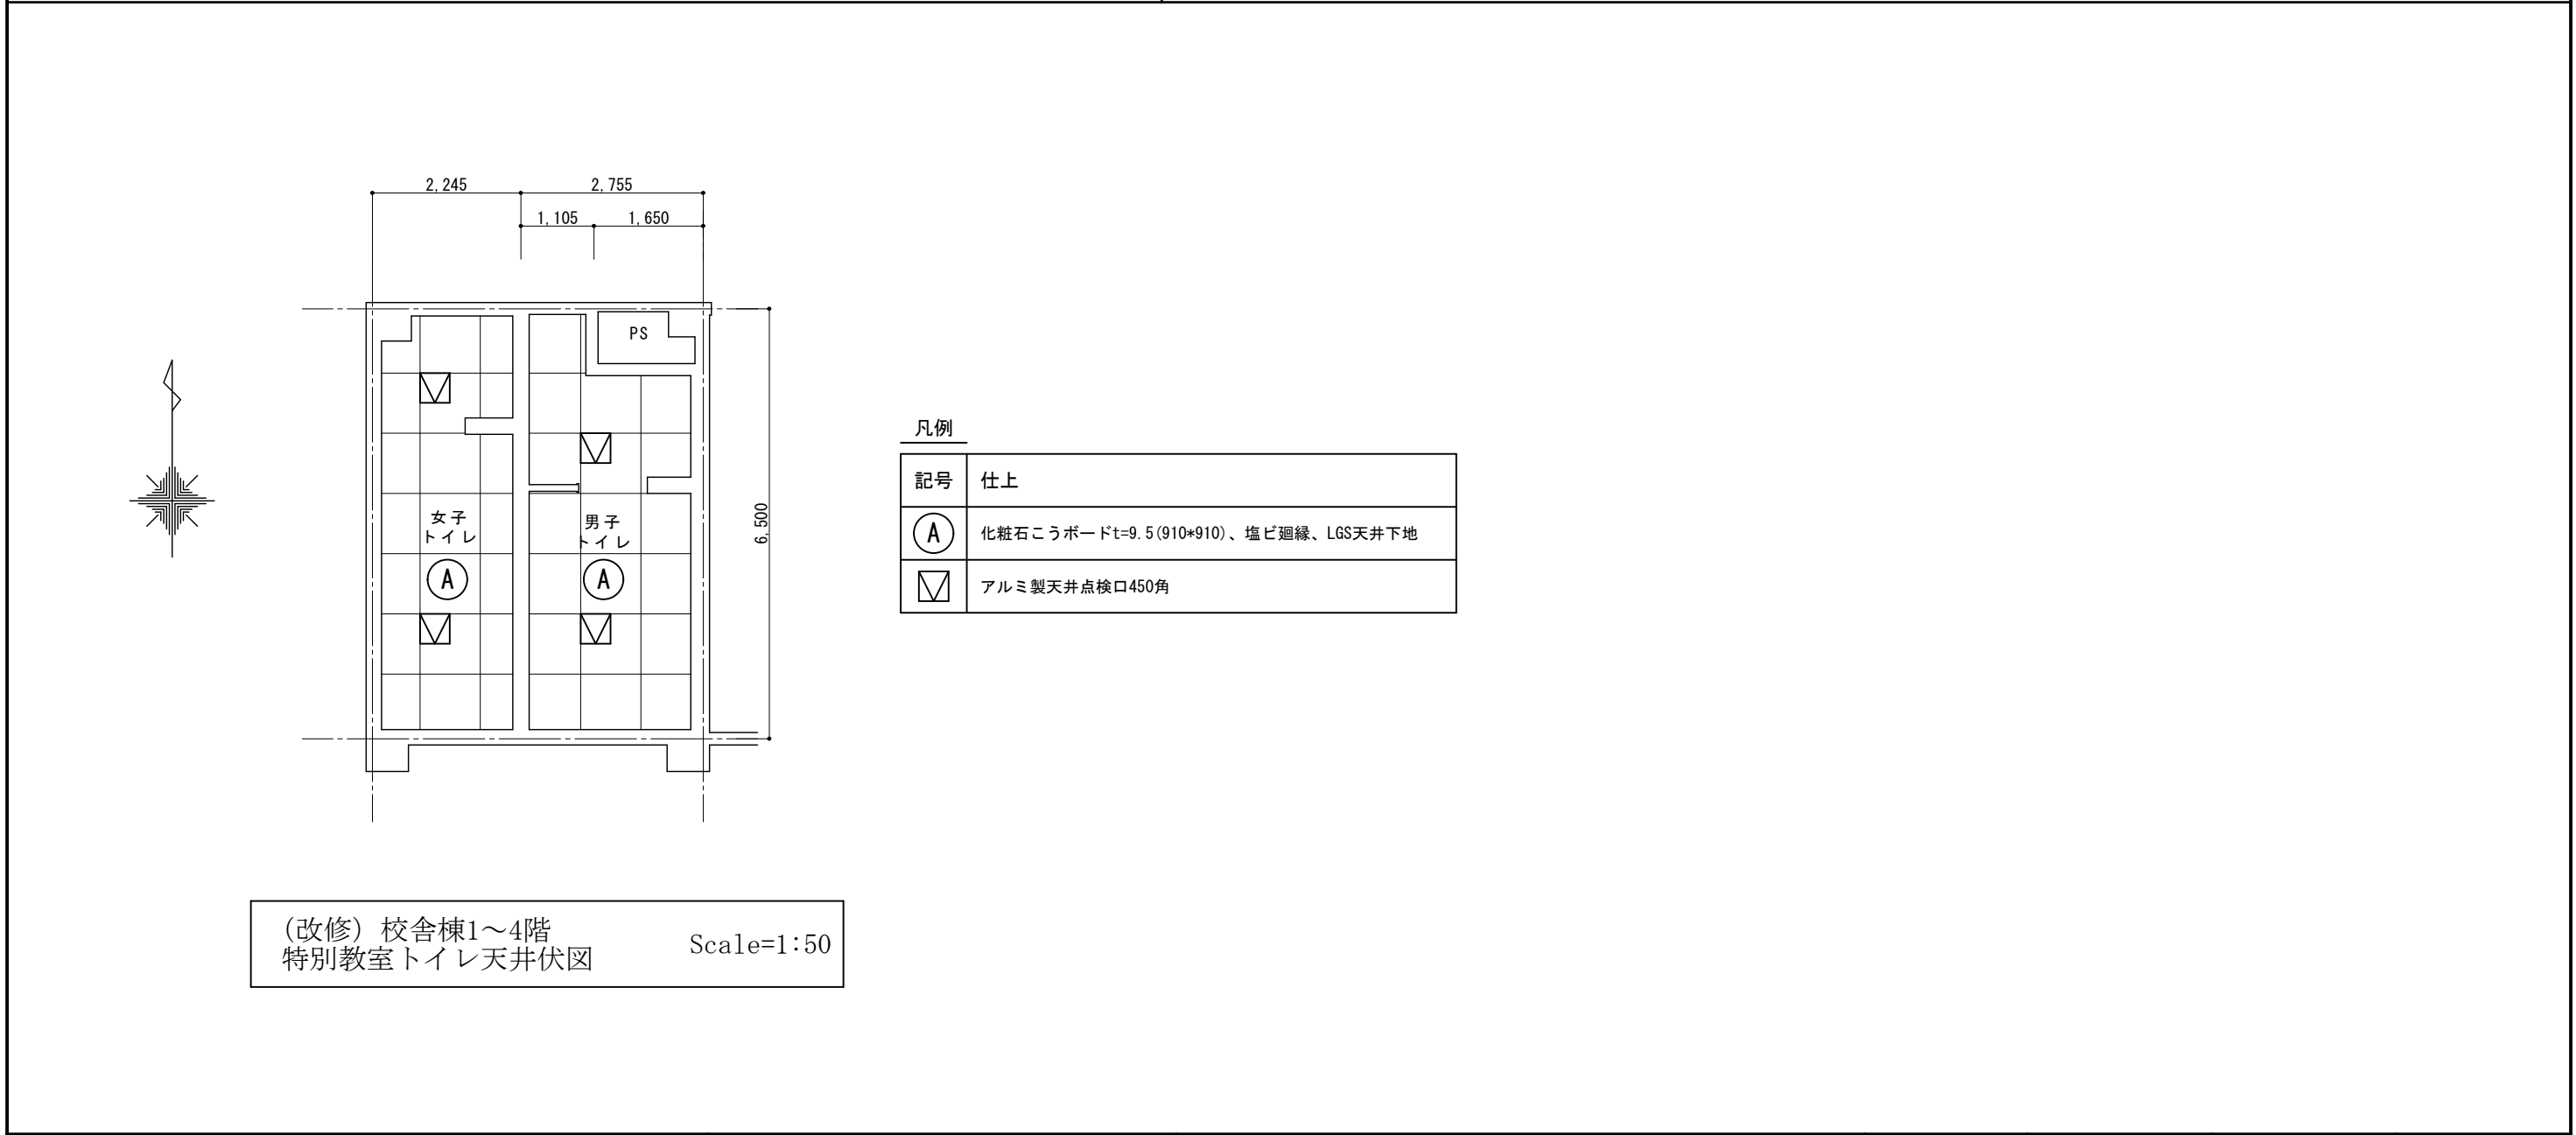 2,245
2,755
1,105
1,650
PS
6,500
女子
トイレ
A
男子
トイレ
A
凡例
記号
仕上
A
化粧石こうボードt=9.5(910*910)、塩ビ廻縁、LGS天井下地
アルミ製天井点検口450角
(改修) 校舎棟1～4階
特別教室トイレ天井伏図
Scale=1:50